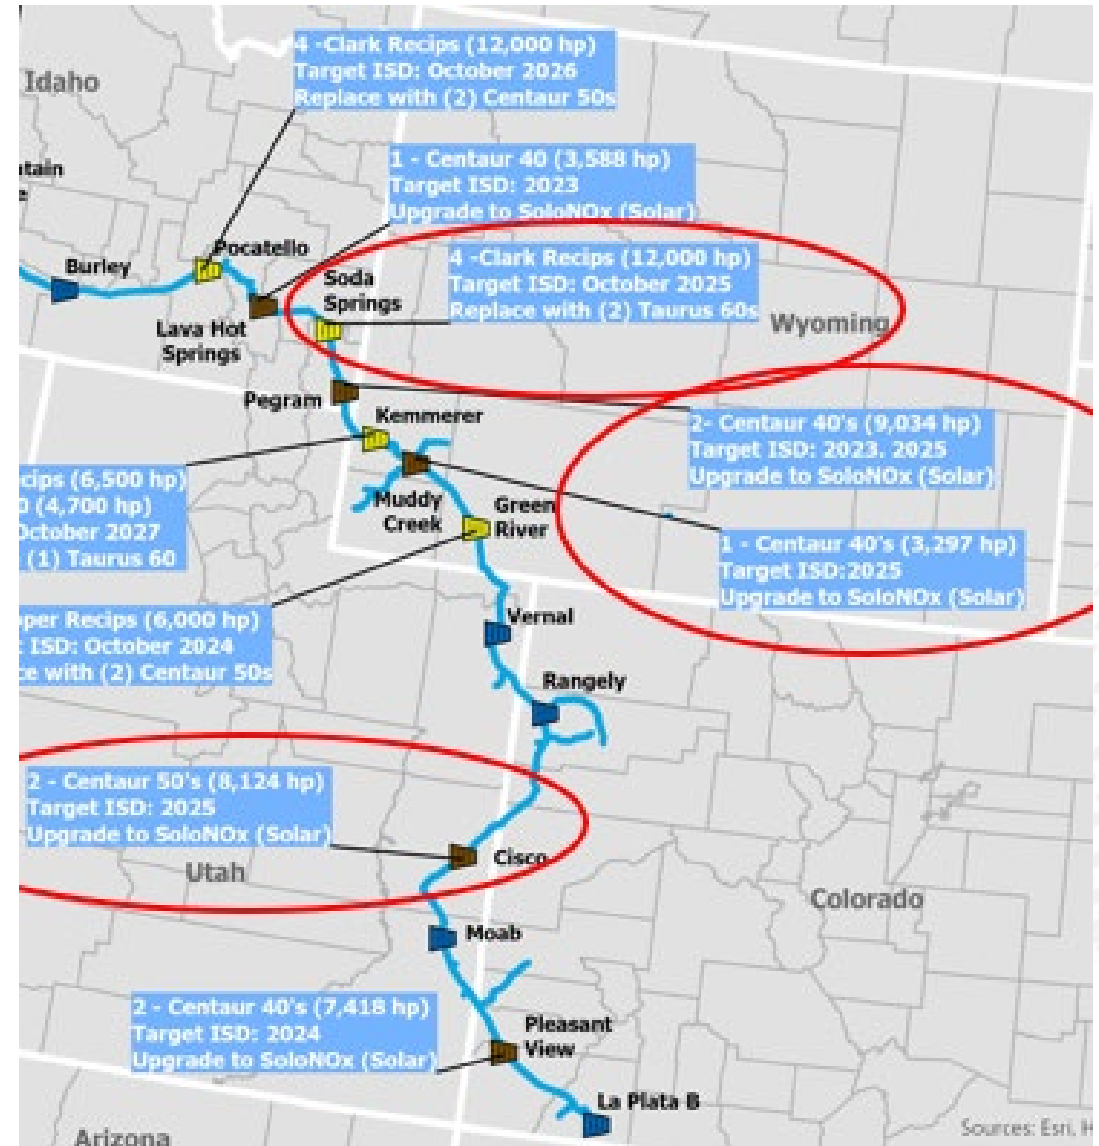 4 -Clark Recips (12,000 hp)
Target ISD: October 2026
Replace with (2) Centaur 50s
Idaho
1 - Centaur 40 (3,588 hp)
Target ISD: 2023
Upgrade to SoloNOx (Solar)
ntain
e
Pocatello
Burley
4 -Clark Recips (12,000 hp)
Target ISD: October 2025
Replace with (2) Taurus 60s
Soda
Springs
Wyoming
Lava Hot
Springs
Pegram
Kemmerer
2- Centaur 40's (9,034 hp)
Target ISD: 2023. 2025
Upgrade to SoloNOx (Solar)
cips (6,500 hp)
0 (4,700 hp)
October 2027
(1) Taurus 60
Muddy
Creek
Green
River
1 - Centaur 40's (3,297 hp)
Target ISD:2025
Upgrade to SoloNOx (Solar)
per Recips (6,000 hp)
: ISD: October 2024
ce with (2) Centaur 50s
Vernal
Rangely
2 - Centaur 50's (8,124 hp)
Target ISD: 2025
Upgrade to SoloNOx (Solar)
Cisco
Utah
Colorado
Moab
2 - Centaur 40's (7,418 hp)
Target ISD: 2024
Upgrade to SoloNOx (Solar)
Pleasant
View
La Plata B
Sources: Esri, H
Arizona